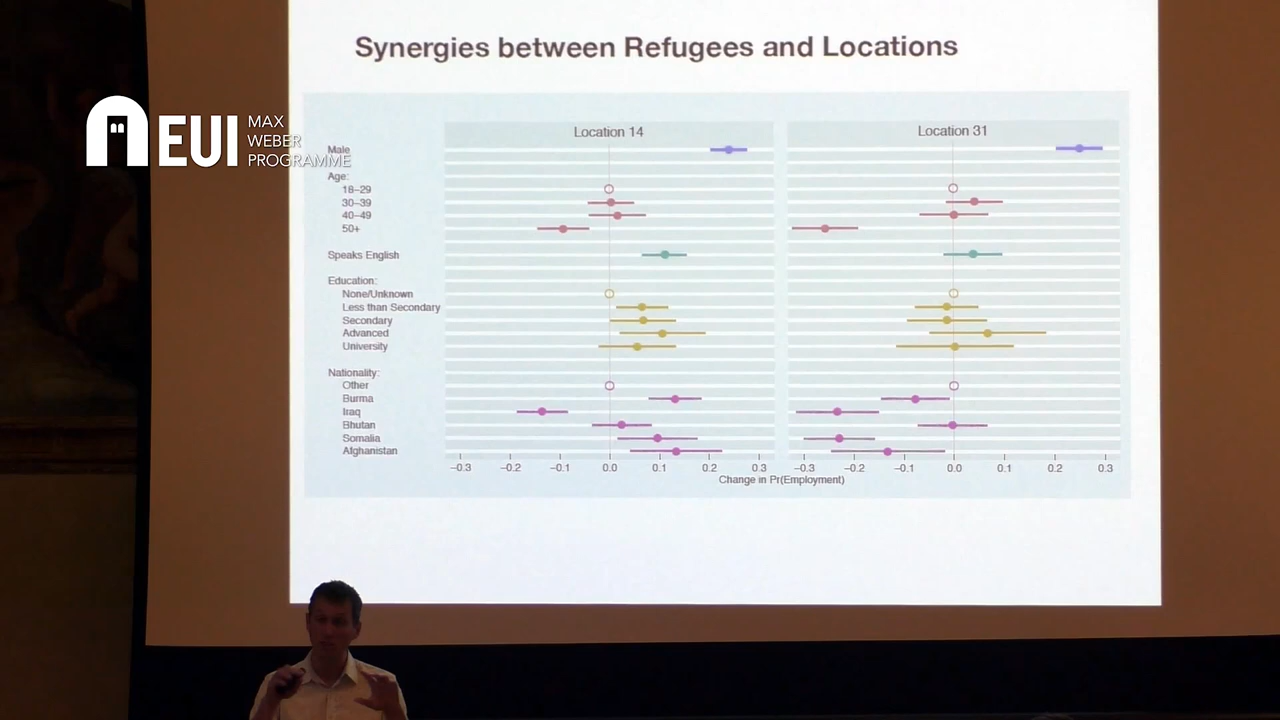 Synergies between Refugees and Locations
EUI
MAX
WEBER
PROGRAMME
Location 14
Location 31
Male
Age:
18–29
30–39
40–49
50+
Speaks English
Education:
None/Unknown
Less than Secondary
Secondary
Advanced
University
Nationality:
Other
Burma
Iraq
Bhutan
Somalia
Afghanistan
−0.3 −0.2 −0.1 0.0 0.1 0.2 0.3
−0.3 −0.2 −0.1 0.0 0.1 0.2 0.3
Change in Pr(Employment)